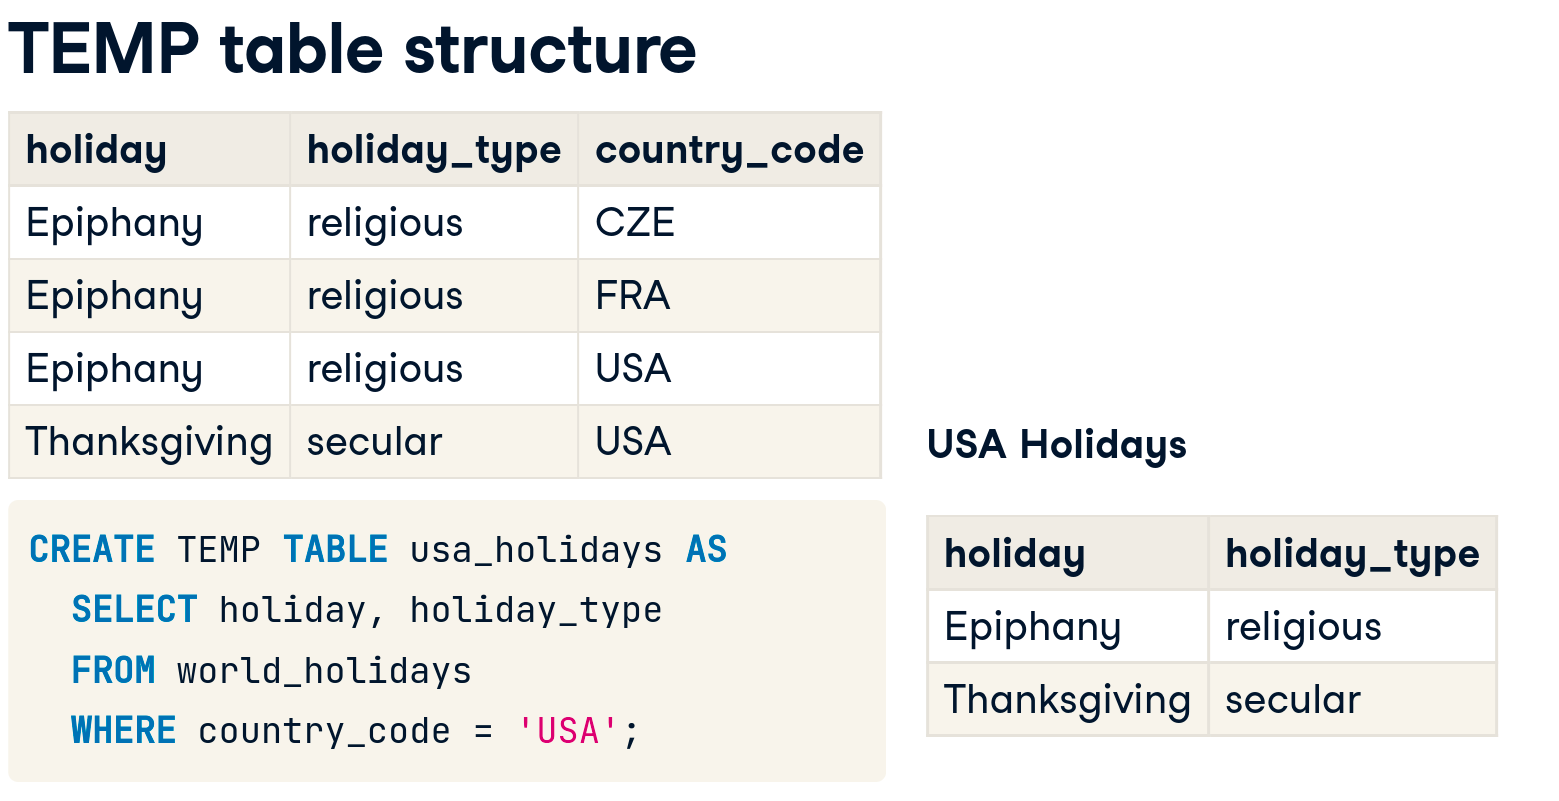 TEMP table structure
holiday holiday_type country_code
Epiphany religious CZE
Epiphany religious FRA
Epiphany religious USA
Thanksgiving secular USA
CREATE TEMP TABLE usa_holidays AS
SELECT holiday, holiday_type
FROM world_holidays
WHERE country_code = 'USA';
USA Holidays
holiday holiday_type
Epiphany religious
Thanksgiving secular